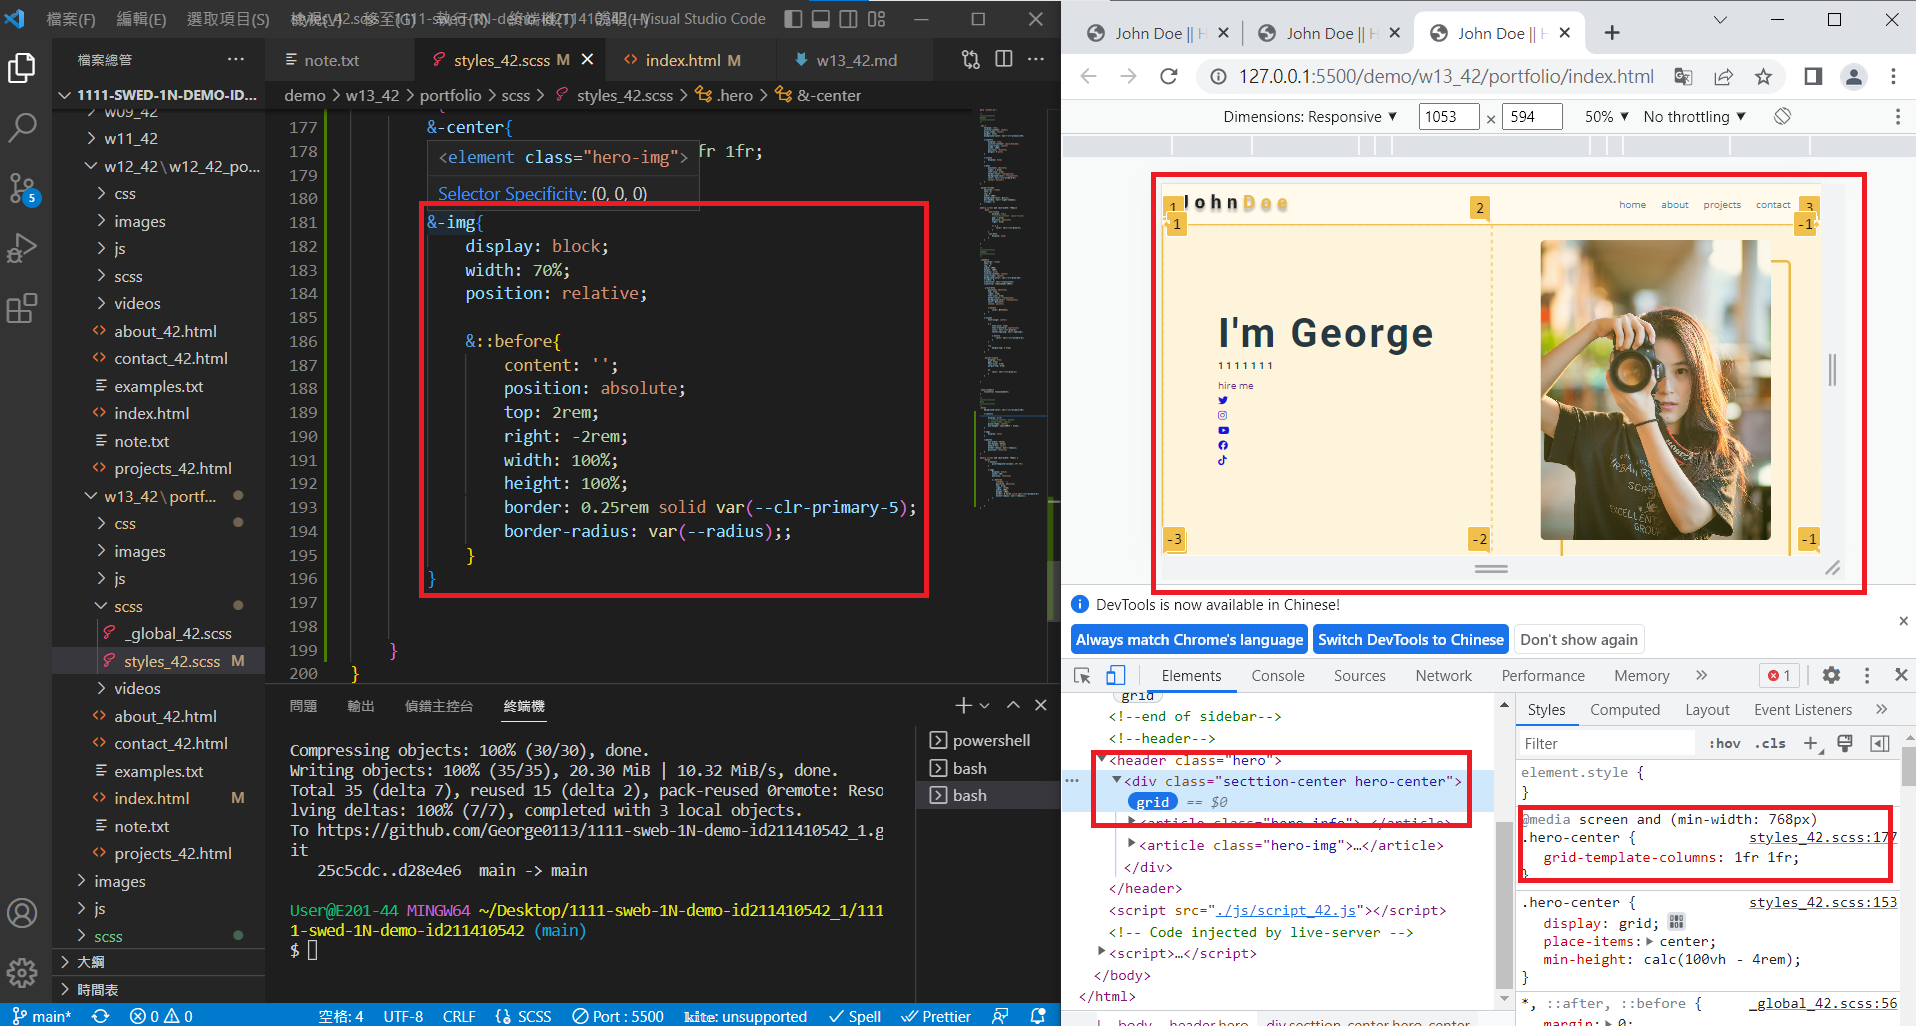 檔案(F) 編輯(E) 選取項目(S) Visual Studio Code
檔案總管
note.txt
styles_42.scss M
index.html M
w13_42.md
1111-SWED-1N-DEMO-ID...
demo > w13_42 > portfolio > scss > styles_42.scss > .hero > &-center
w09_42
w11_42
w12_42\w12_42_po...
css
images
js
scss
videos
about_42.html
contact_42.html
examples.txt
index.html
note.txt
projects_42.html
w13_42\portf...
css
images
js
scss
_global_42.scss
styles_42.scss M
videos
about_42.html
contact_42.html
examples.txt
index.html M
note.txt
projects_42.html
images
js
scss
大綱
時間表
5
177 &-center{
178 fr 1fr;
<element class="hero-img">
Selector Specificity: (0, 0, 0)
179
180
181 &-img{
182 display: block;
183 width: 70%;
184 position: relative;
185
186 &::before{
187 content: '';
188 position: absolute;
189 top: 2rem;
190 right: -2rem;
191 width: 100%;
192 height: 100%;
193 border: 0.25rem solid var(--clr-primary-5);
194 border-radius: var(--radius);;
195 }
196 }
197
198
199 }
200 }
問題 輸出 偵錯主控台 終端機
Compressing objects: 100% (30/30), done.
Writing objects: 100% (35/35), 20.30 MiB | 10.32 MiB/s, done.
Total 35 (delta 7), reused 15 (delta 2), pack-reused 0remote: Reso
lving deltas: 100% (7/7), completed with 3 local objects.
To https://github.com/George0113/1111-sweb-1N-demo-id211410542_1.g
it
25c5cdc..d28e4e6 main -> main
User@E201-44 MINGW64 ~/Desktop/1111-sweb-1N-demo-id211410542_1/111
1-swed-1N-demo-id211410542 (main)
$
powershell
bash
bash
main* 0 0 空格: 4 UTF-8 CRLF {} SCSS Port : 5500 kite: unsupported Spell Prettier
John Doe || H
John Doe || H
John Doe || H
127.0.0.1:5500/demo/w13_42/portfolio/index.html
Dimensions: Responsive 1053 × 594 50% No throttling
JohnDoe
home about projects contact
1 2 3
1 -1
I'm George
1111111
hire me
-3 -2 -1
DevTools is now available in Chinese!
Always match Chrome's language
Switch DevTools to Chinese
Don't show again
Elements Console Sources Network Performance Memory 1
grid
<!--end of sidebar-->
<!--header-->
<header class="hero">
<div class="secttion-center hero-center">
grid == $0
<article class="hero-info">…</article>
<article class="hero-img">…</article>
</div>
</header>
<script src="./js/script_42.js"></script>
<!-- Code injected by live-server -->
<script>…</script>
</body>
</html>
body header.hero div.secttion-center.hero-center
Styles Computed Layout Event Listeners
Filter :hov .cls
element.style {
}
@media screen and (min-width: 768px)
.hero-center { styles_42.scss:177
grid-template-columns: 1fr 1fr;
}
.hero-center { styles_42.scss:153
display: grid;
place-items: center;
min-height: calc(100vh - 4rem);
}
*, ::after, ::before { _global_42.scss:56
margin: 0;